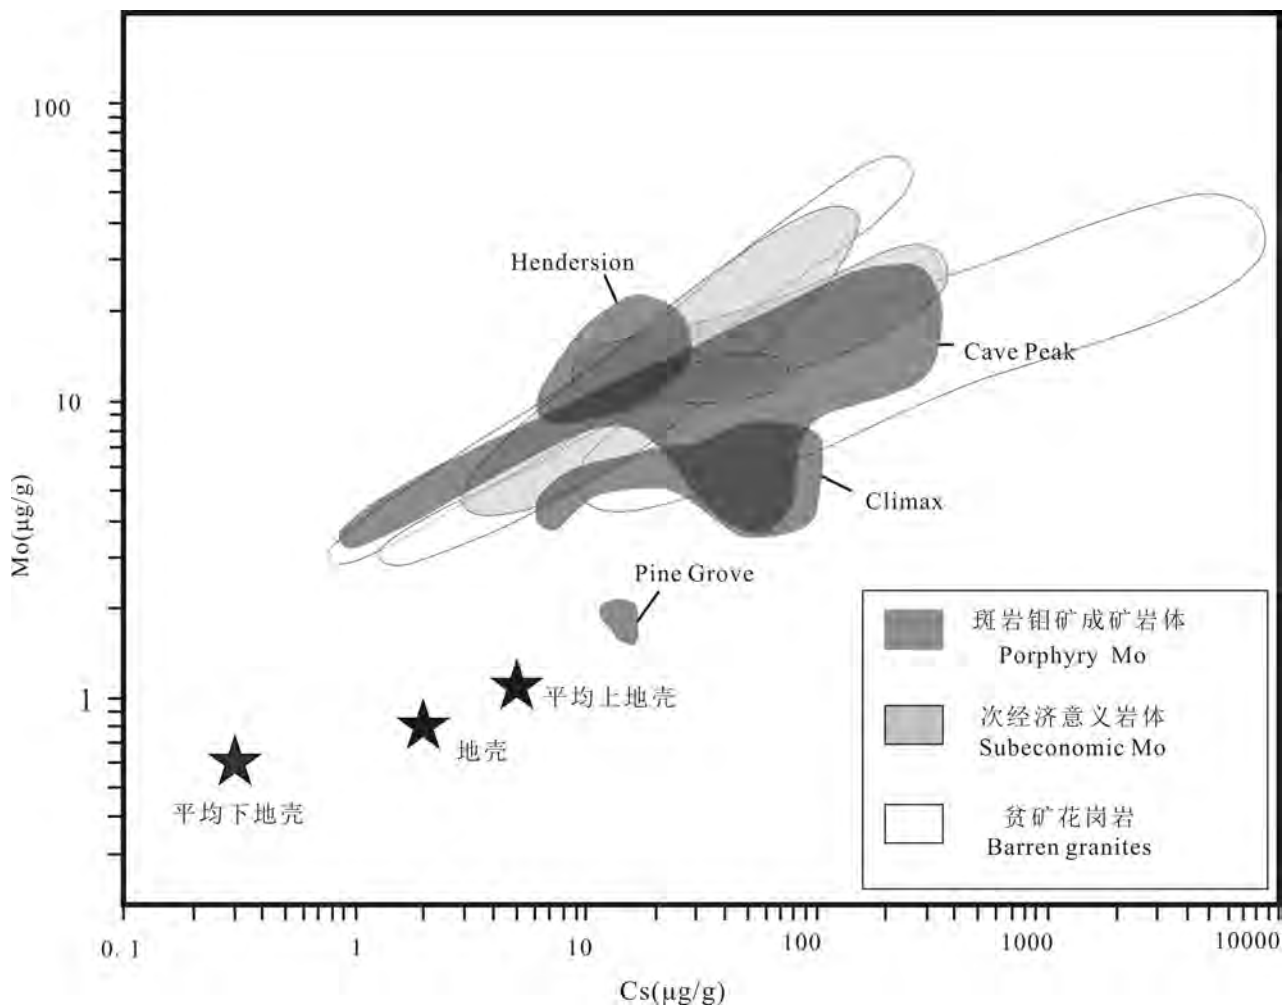 100
10
1
Mo(μg/g)
Hendersion
Cave Peak
Climax
Pine Grove
平均上地壳
地壳
平均下地壳
斑岩钼矿成矿岩体
Porphyry Mo
次经济意义岩体
Subeconomic Mo
贫矿花岗岩
Barren granites
0.1 1 10 100 1000 10000
Cs(μg/g)